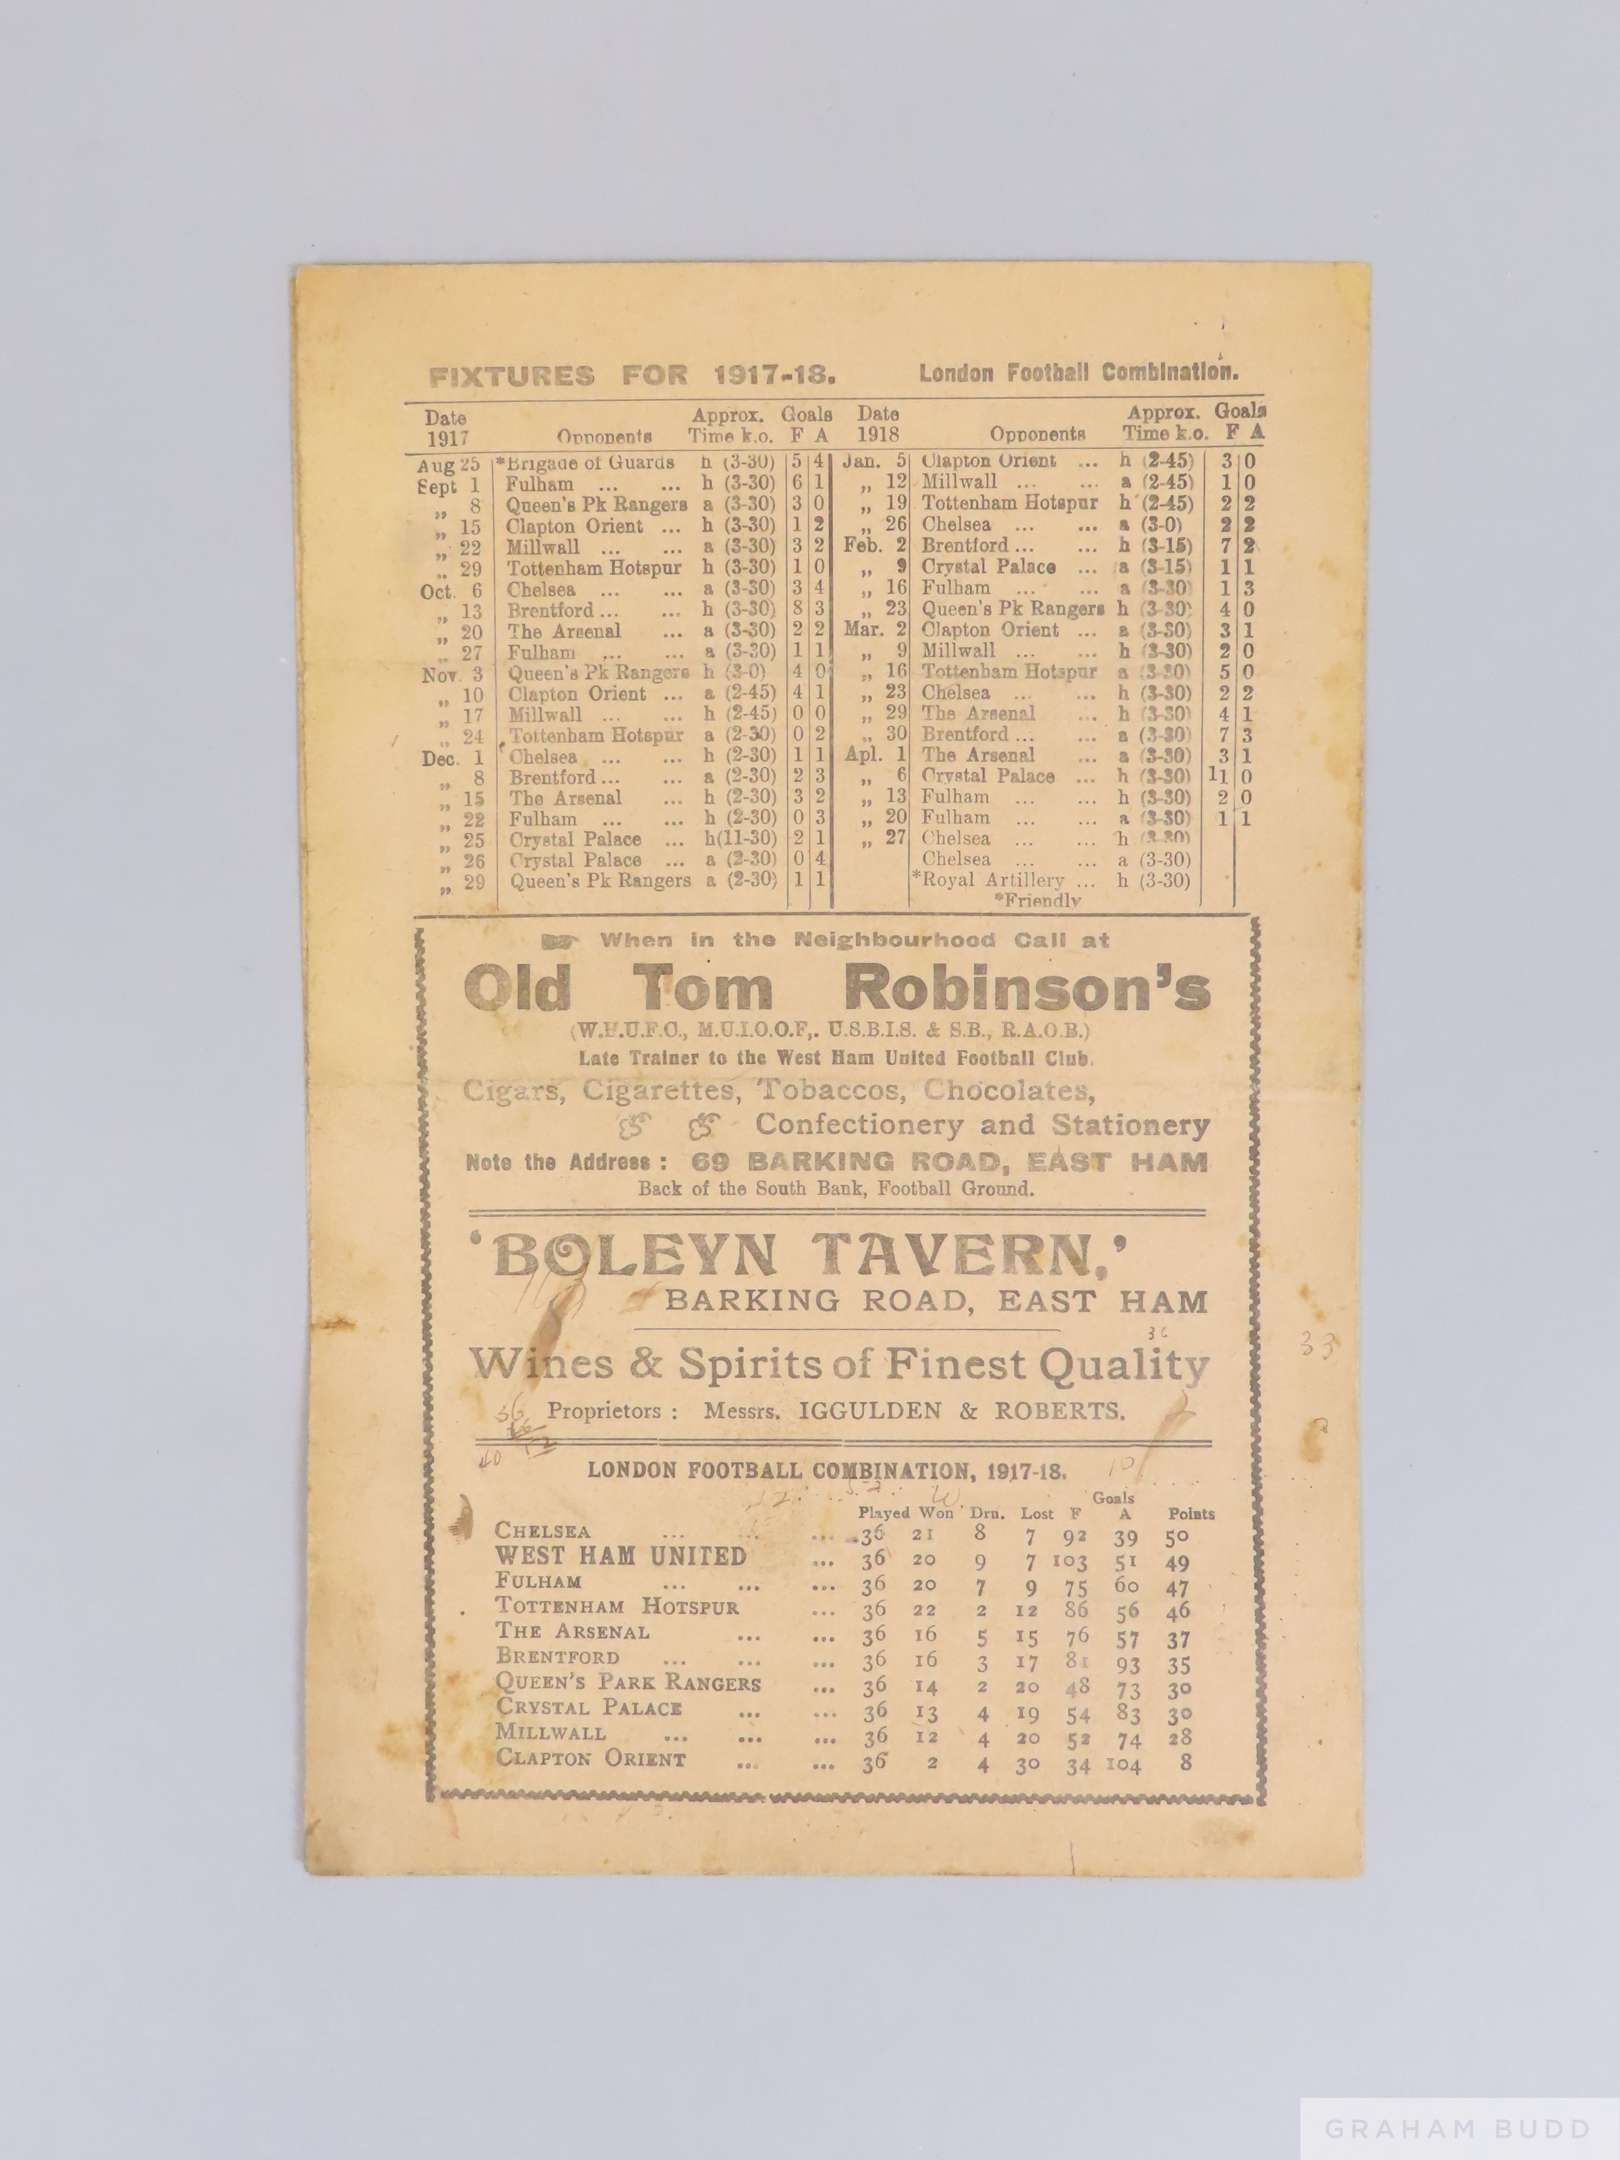 FIXTURES FOR 1917-18. London Football Combination.
Date Approx. Goals Date Approx. Goals
1917 Opponents Time k.o. F A 1918 Opponents Time k.o. F A
Aug 25 *Brigade of Guards h (3-30) 5 4 Jan. 5 Clapton Orient ... h (2-45) 3 0
Sept 1 Fulham ... ... h (3-30) 6 1 „ 12 Millwall ... ... a (2-45) 1 0
„ 8 Queen's Pk Rangers a (3-30) 3 0 „ 19 Tottenham Hotspur h (2-45) 2 2
„ 15 Clapton Orient ... h (3-30) 1 2 „ 26 Chelsea ... ... a (3-0) 2 2
„ 22 Millwall ... ... a (3-30) 3 2 Feb. 2 Brentford ... ... h (3-15) 7 2
„ 29 Tottenham Hotspur h (3-30) 1 0 „ 9 Crystal Palace ... a (3-15) 1 1
Oct. 6 Chelsea ... ... a (3-30) 3 4 „ 16 Fulham ... ... a (3-30) 1 3
„ 13 Brentford ... ... h (3-30) 8 3 „ 23 Queen's Pk Rangers h (3-30) 4 0
„ 20 The Arsenal ... a (3-30) 2 2 Mar. 2 Clapton Orient ... a (3-30) 3 1
„ 27 Fulham ... ... a (3-30) 1 1 „ 9 Millwall ... ... h (3-30) 2 0
Nov. 3 Queen's Pk Rangers h (3-0) 4 0 „ 16 Tottenham Hotspur a (3-30) 5 0
„ 10 Clapton Orient ... a (2-45) 4 1 „ 23 Chelsea ... ... h (3-30) 2 2
„ 17 Millwall ... ... h (2-45) 0 0 „ 29 The Arsenal ... h (3-30) 4 1
„ 24 Tottenham Hotspur a (2-30) 0 2 „ 30 Brentford ... ... a (3-30) 7 3
Dec. 1 Chelsea ... ... h (2-30) 1 1 Apl. 1 The Arsenal ... a (3-30) 3 1
„ 8 Brentford ... ... a (2-30) 2 3 „ 6 Crystal Palace ... h (3-30) 11 0
„ 15 The Arsenal ... h (2-30) 3 2 „ 13 Fulham ... ... h (3-30) 2 0
„ 22 Fulham ... ... h (2-30) 0 3 „ 20 Fulham ... ... a (3-30) 1 1
„ 25 Crystal Palace ... h(11-30) 2 1 „ 27 Chelsea ... ... h (3-30)
„ 26 Crystal Palace ... a (2-30) 0 4 Chelsea ... ... a (3-30)
„ 29 Queen's Pk Rangers a (2-30) 1 1 *Royal Artillery ... h (3-30)
*Friendly
When in the Neighbourhood Call at
Old Tom Robinson's
(W.H.U.F.C., M.U.I.O.O.F,. U.S.B.I.S. & S.B., R.A.O.B.)
Late Trainer to the West Ham United Football Club.
Cigars, Cigarettes, Tobaccos, Chocolates,
Confectionery and Stationery
Note the Address : 69 BARKING ROAD, EAST HAM
Back of the South Bank, Football Ground.
'BOLEYN TAVERN,'
BARKING ROAD, EAST HAM
36
33
Wines & Spirits of Finest Quality
36
Proprietors : Messrs. IGGULDEN & ROBERTS.
40
LONDON FOOTBALL COMBINATION, 1917-18.
10
Goals
Played Won Drn. Lost F A Points
CHELSEA ... ... ... 36 21 8 7 92 39 50
WEST HAM UNITED ... 36 20 9 7 103 51 49
FULHAM ... ... ... 36 20 7 9 75 60 47
TOTTENHAM HOTSPUR ... 36 22 2 12 86 56 46
THE ARSENAL ... ... 36 16 5 15 76 57 37
BRENTFORD ... ... ... 36 16 3 17 81 93 35
QUEEN'S PARK RANGERS ... 36 14 2 20 48 73 30
CRYSTAL PALACE ... ... 36 13 4 19 54 83 30
MILLWALL ... ... ... 36 12 4 20 52 74 28
CLAPTON ORIENT ... ... 36 2 4 30 34 104 8
GRAHAM BUDD